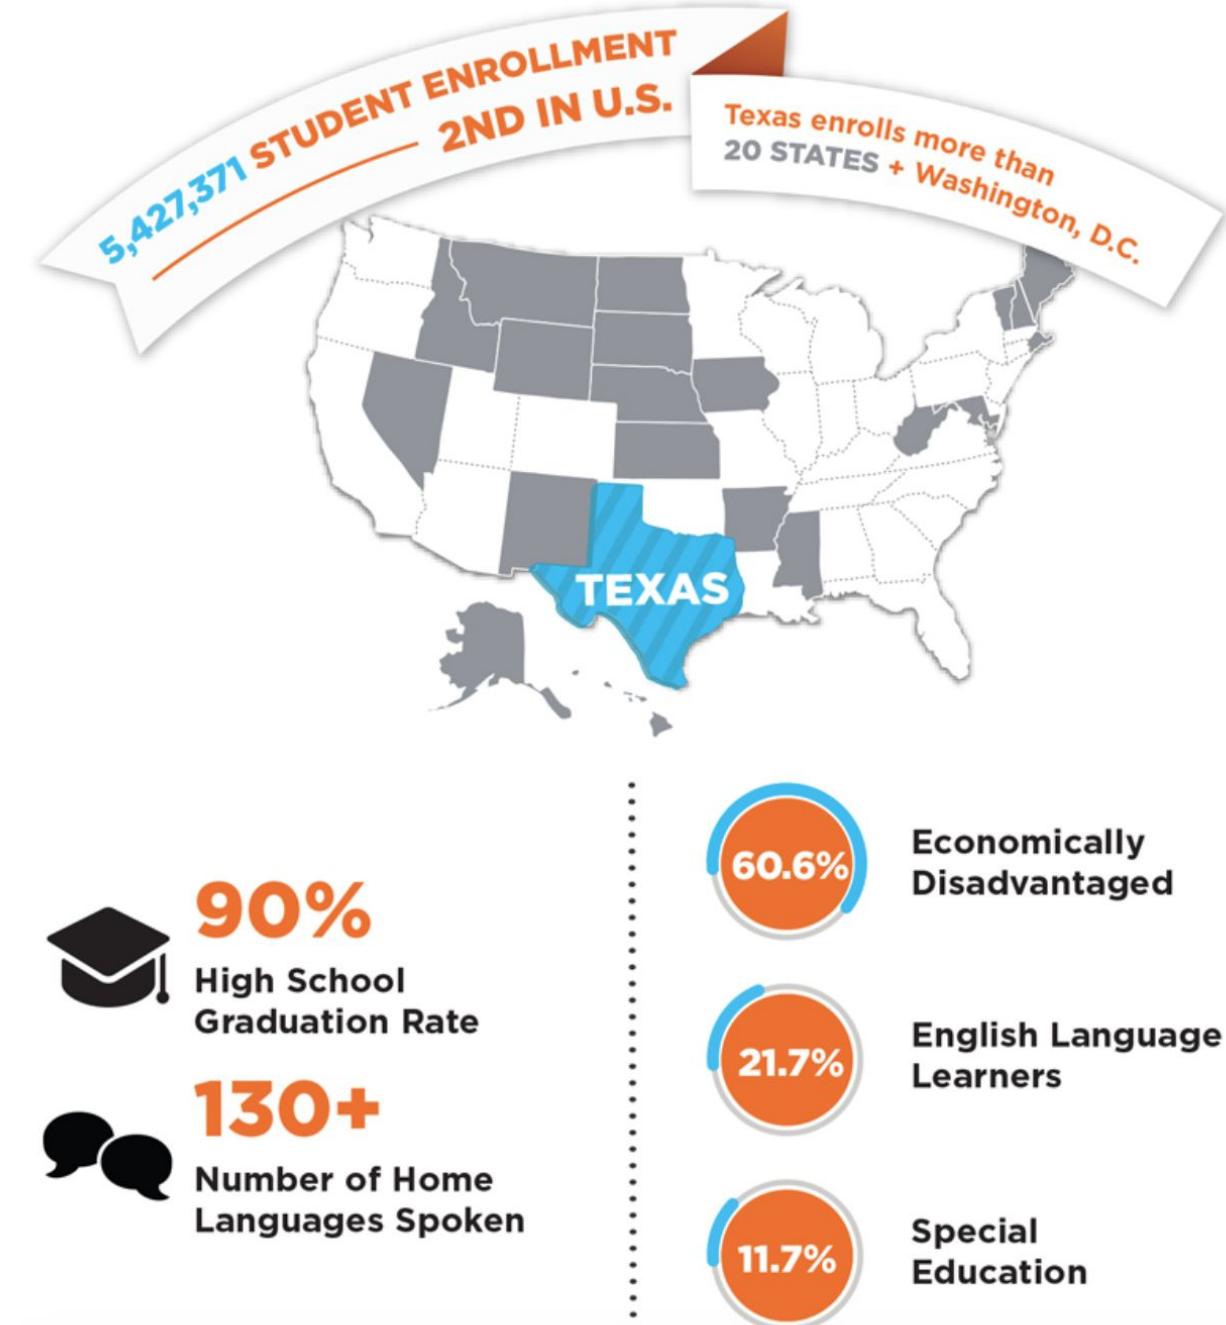 5,427,371 STUDENT ENROLLMENT
2ND IN U.S.
Texas enrolls more than
20 STATES + Washington, D.C.
TEXAS
90%
High School
Graduation Rate
130+
Number of Home
Languages Spoken
60.6%
Economically
Disadvantaged
21.7%
English Language
Learners
11.7%
Special
Education